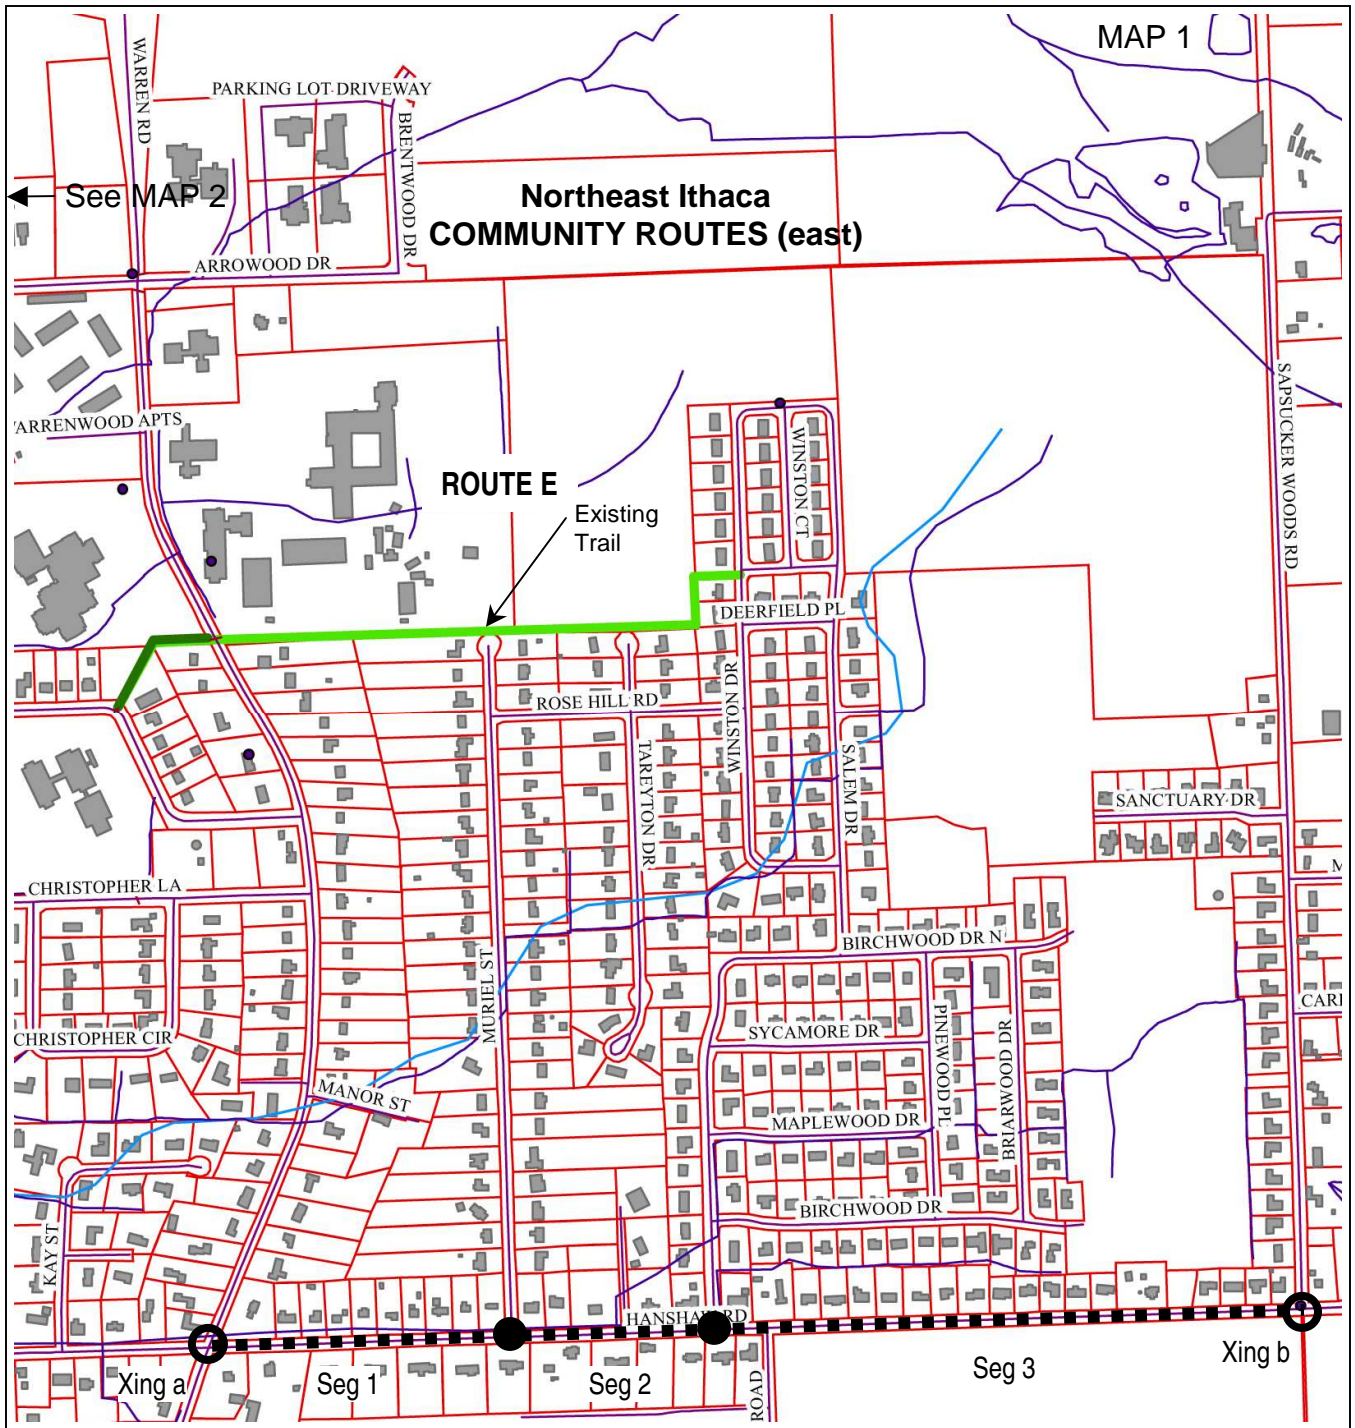 MAP 1
WARREN RD
PARKING LOT DRIVEWAY
BRENTWOOD DR
See MAP 2
Northeast Ithaca
COMMUNITY ROUTES (east)
ARROWOOD DR
SAPSUCKER WOODS RD
ARRENWOOD APTS
WINSTON CT
ROUTE E
Existing
Trail
DEERFIELD PL
WINSTON DR
ROSE HILL RD
TAREYTON DR
SALEM DR
SANCTUARY DR
CHRISTOPHER LA
M
BIRCHWOOD DR N
MURIEL ST
CARI
CHRISTOPHER CIR
SYCAMORE DR
PINEWOOD PL
BRIARWOOD DR
MANOR ST
MAPLEWOOD DR
BIRCHWOOD DR
KAY ST
HANSHAW RD
Xing a
Seg 1
Seg 2
ROAD
Seg 3
Xing b